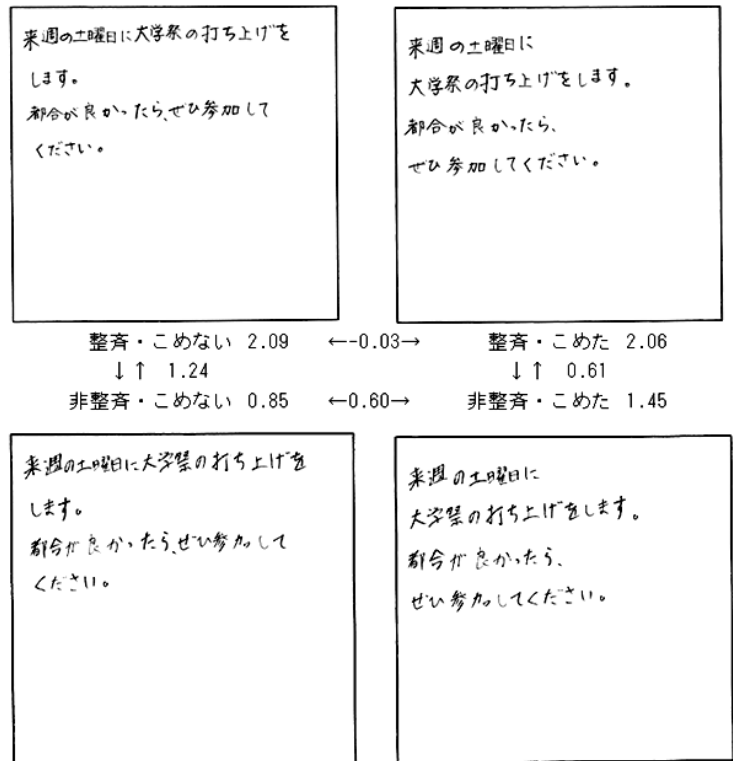 来週の土曜日に大学祭の打ち上げを
します。
都合が良かったら、ぜひ参加して
ください。
来週の土曜日に
大学祭の打ち上げをします。
都合が良かったら、
ぜひ参加してください。
整斉・こめない 2.09 ←-0.03→ 整斉・こめた 2.06
↓↑ 1.24 ↓↑ 0.61
非整斉・こめない 0.85 ←0.60→ 非整斉・こめた 1.45
来週の土曜日に大学祭の打ち上げを
します。
都合が良かったら、ぜひ参加して
ください。
来週の土曜日に
大学祭の打ち上げをします。
都合が良かったら、
ぜひ参加してください。